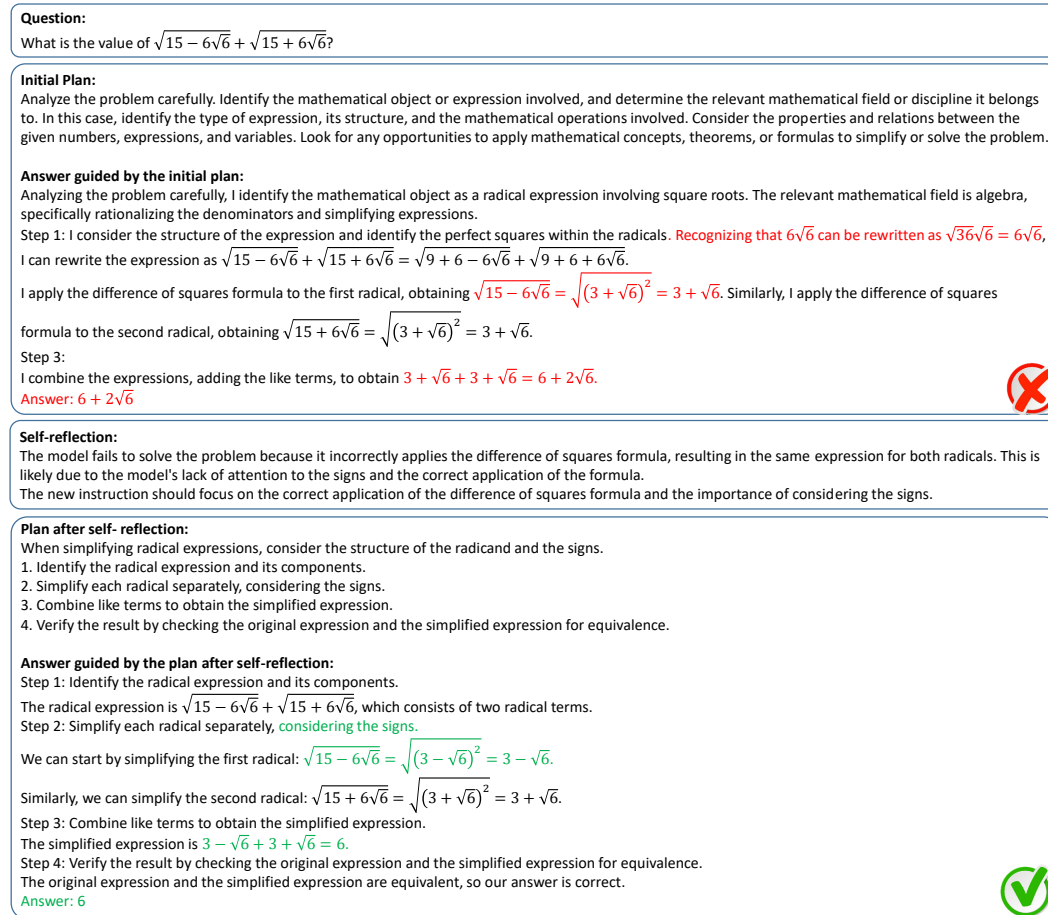 Question:
What is the value of √(15 − 6√6) + √(15 + 6√6)?
Initial Plan:
Analyze the problem carefully. Identify the mathematical object or expression involved, and determine the relevant mathematical field or discipline it belongs
to. In this case, identify the type of expression, its structure, and the mathematical operations involved. Consider the properties and relations between the
given numbers, expressions, and variables. Look for any opportunities to apply mathematical concepts, theorems, or formulas to simplify or solve the problem.
Answer guided by the initial plan:
Analyzing the problem carefully, I identify the mathematical object as a radical expression involving square roots. The relevant mathematical field is algebra,
specifically rationalizing the denominators and simplifying expressions.
Step 1: I consider the structure of the expression and identify the perfect squares within the radicals. Recognizing that 6√6 can be rewritten as √36√6 = 6√6,
I can rewrite the expression as √(15 − 6√6) + √(15 + 6√6) = √(9 + 6 − 6√6) + √(9 + 6 + 6√6).
I apply the difference of squares formula to the first radical, obtaining √(15 − 6√6) = √((3 + √6)²) = 3 + √6. Similarly, I apply the difference of squares
formula to the second radical, obtaining √(15 + 6√6) = √((3 + √6)²) = 3 + √6.
Step 3:
I combine the expressions, adding the like terms, to obtain 3 + √6 + 3 + √6 = 6 + 2√6.
Answer: 6 + 2√6
Self-reflection:
The model fails to solve the problem because it incorrectly applies the difference of squares formula, resulting in the same expression for both radicals. This is
likely due to the model's lack of attention to the signs and the correct application of the formula.
The new instruction should focus on the correct application of the difference of squares formula and the importance of considering the signs.
Plan after self- reflection:
When simplifying radical expressions, consider the structure of the radicand and the signs.
1. Identify the radical expression and its components.
2. Simplify each radical separately, considering the signs.
3. Combine like terms to obtain the simplified expression.
4. Verify the result by checking the original expression and the simplified expression for equivalence.
Answer guided by the plan after self-reflection:
Step 1: Identify the radical expression and its components.
The radical expression is √(15 − 6√6) + √(15 + 6√6), which consists of two radical terms.
Step 2: Simplify each radical separately, considering the signs.
We can start by simplifying the first radical: √(15 − 6√6) = √((3 − √6)²) = 3 − √6.
Similarly, we can simplify the second radical: √(15 + 6√6) = √((3 + √6)²) = 3 + √6.
Step 3: Combine like terms to obtain the simplified expression.
The simplified expression is 3 − √6 + 3 + √6 = 6.
Step 4: Verify the result by checking the original expression and the simplified expression for equivalence.
The original expression and the simplified expression are equivalent, so our answer is correct.
Answer: 6